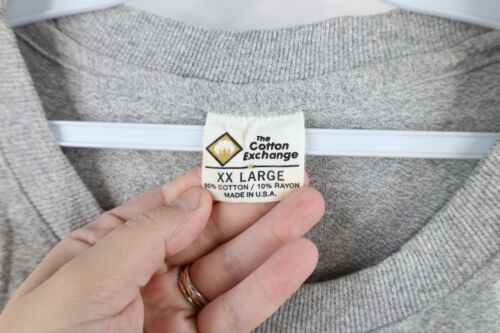 The
Cotton
Exchange
XX LARGE
90% COTTON / 10% RAYON
MADE IN U.S.A.